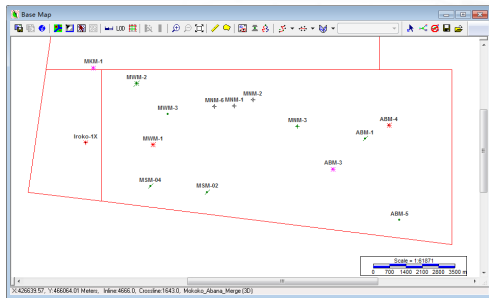 Base Map
LOD
MKM-1
MWM-2
MNM-2
MNM-6 MNM-1
MWM-3
ABM-4
MNM-3
ABM-1
Iroko-1X
MWM-1
ABM-3
MSM-04
MSM-02
ABM-5
Scale = 1:81871
0 700 1400 2100 2800 3500 m
X:426639.57, Y:466064.01 Meters, Inline:4666.0, Crossline:1643.0, Mokoko_Abana_Merge (3D)